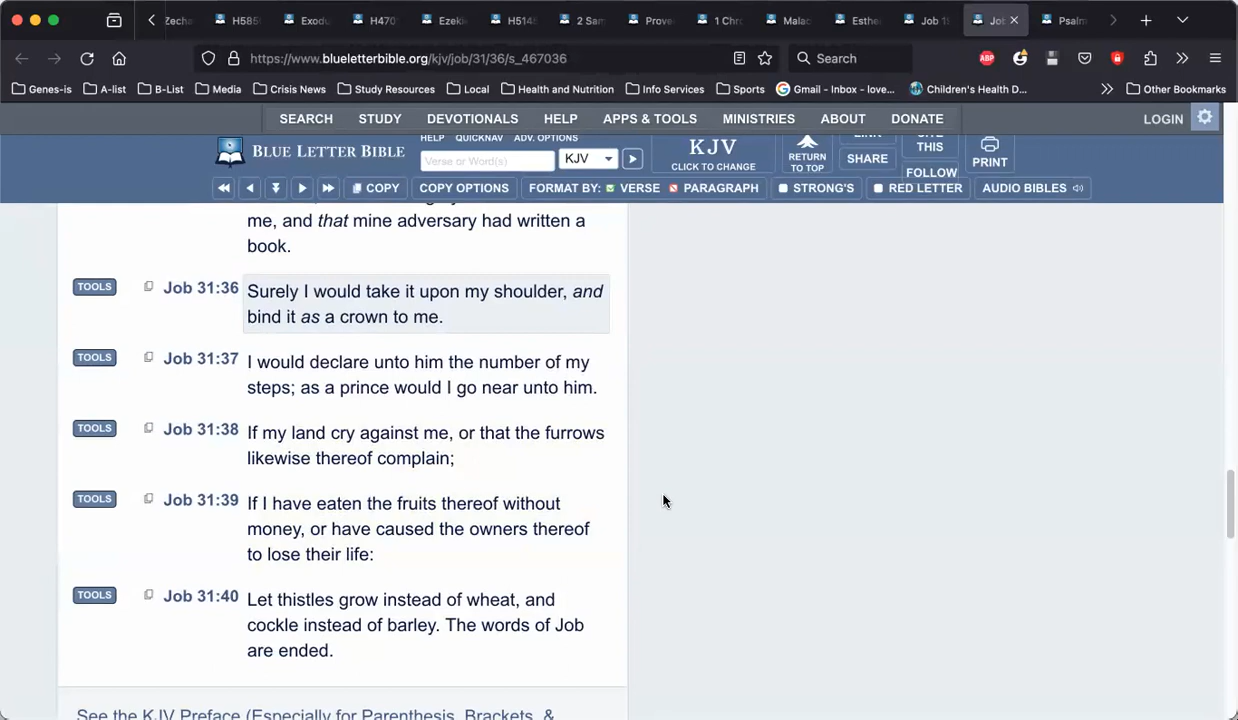 Zecha H585 Exodu H470 Ezekie H514 2 Sam Prove 1 Chr Malac Esthe Job 1 Job Psalm
https://www.blueletterbible.org/kjv/job/31/36/s_467036 Search
Genes-is A-list B-List Media Crisis News Study Resources Local Health and Nutrition Info Services Sports Gmail - Inbox - love... Children's Health D... Other Bookmarks
SEARCH STUDY DEVOTIONALS HELP APPS & TOOLS MINISTRIES ABOUT DONATE LOGIN
HELP QUICKNAV ADV. OPTIONS
BLUE LETTER BIBLE Verse or Word(s) KJV KJV CLICK TO CHANGE RETURN TO TOP LINK SHARE SITE THIS FOLLOW PRINT
COPY COPY OPTIONS FORMAT BY: VERSE PARAGRAPH STRONG'S RED LETTER AUDIO BIBLES
me, and that mine adversary had written a
book.
TOOLS Job 31:36 Surely I would take it upon my shoulder, and
bind it as a crown to me.
TOOLS Job 31:37 I would declare unto him the number of my
steps; as a prince would I go near unto him.
TOOLS Job 31:38 If my land cry against me, or that the furrows
likewise thereof complain;
TOOLS Job 31:39 If I have eaten the fruits thereof without
money, or have caused the owners thereof
to lose their life:
TOOLS Job 31:40 Let thistles grow instead of wheat, and
cockle instead of barley. The words of Job
are ended.
See the KJV Preface (Especially for Parenthesis, Brackets, &